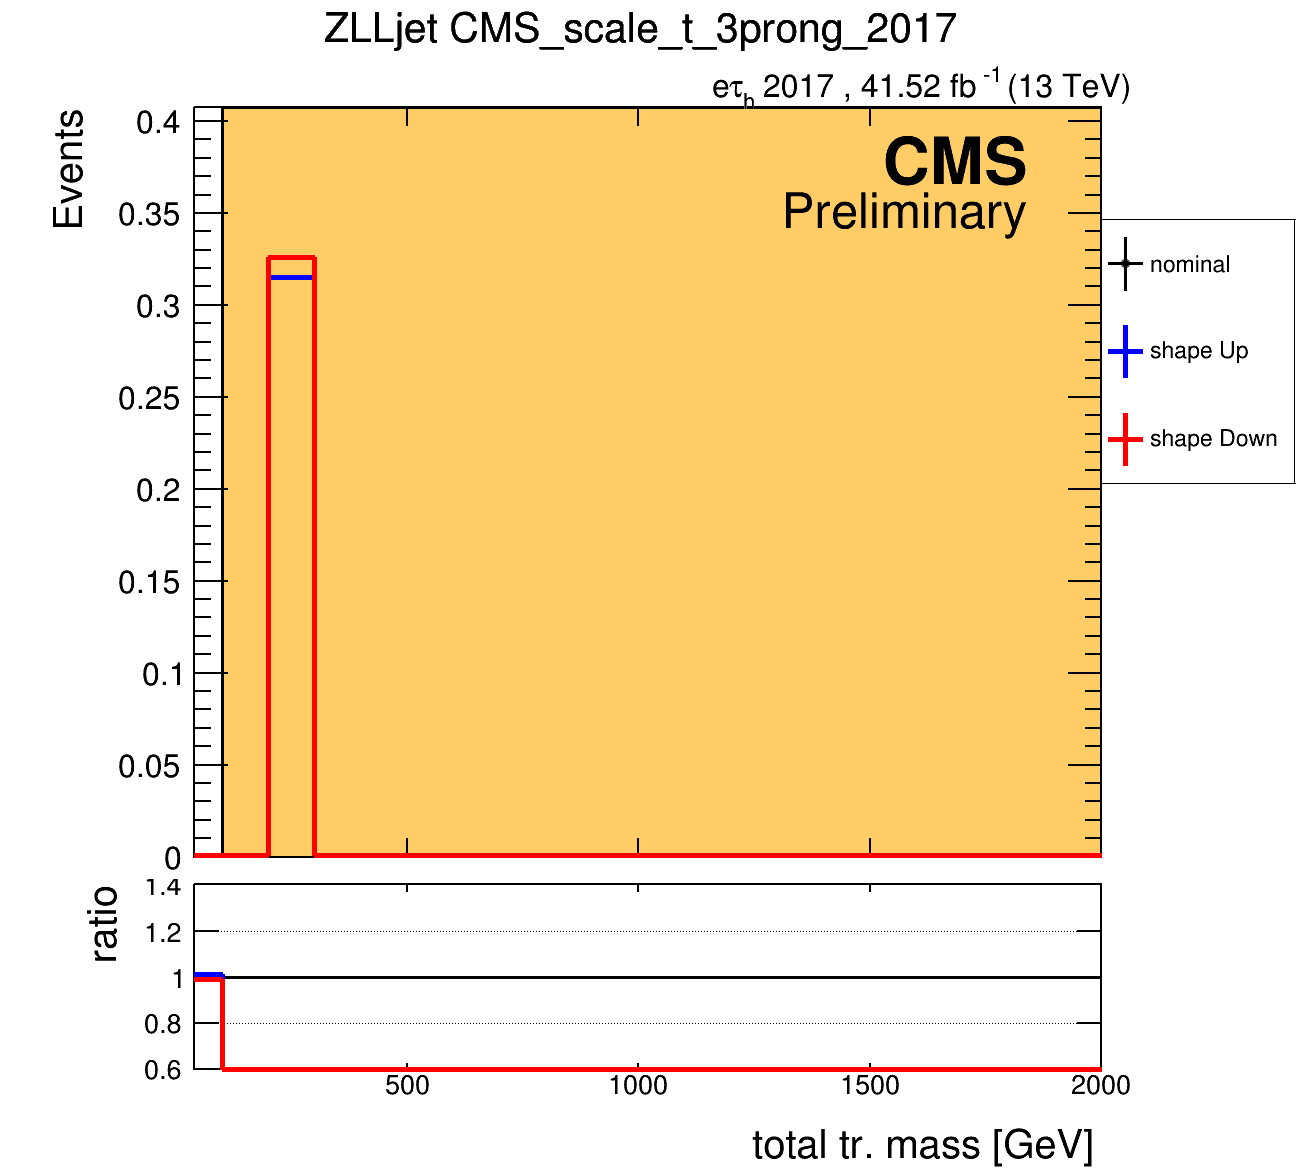 ZLLjet CMS_scale_t_3prong_2017
eτh 2017 , 41.52 fb -1 (13 TeV)
Events
0.4
0.35
0.3
0.25
0.2
0.15
0.1
0.05
0
CMS
Preliminary
nominal
shape Up
shape Down
ratio
1.4
1.2
1
0.8
0.6
500 1000 1500 2000
total tr. mass [GeV]